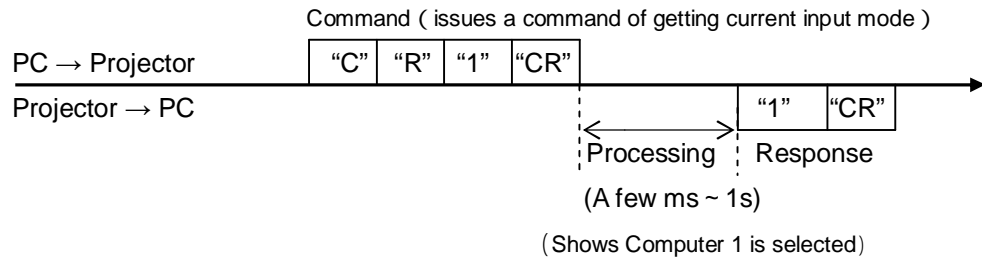 Command（issues a command of getting current input mode）
PC → Projector “C” “R” “1” “CR”
Projector → PC “1” “CR”
Processing Response
(A few ms ~ 1s)
（Shows Computer 1 is selected）